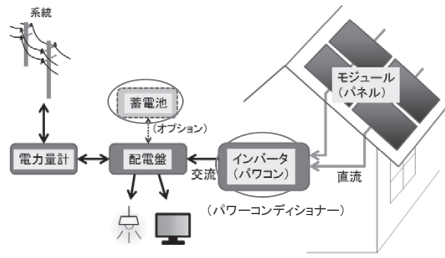 系統
蓄電池
(オプション)
モジュール
(パネル)
電力量計
配電盤
交流
インバータ
(パワコン)
直流
(パワーコンディショナー)